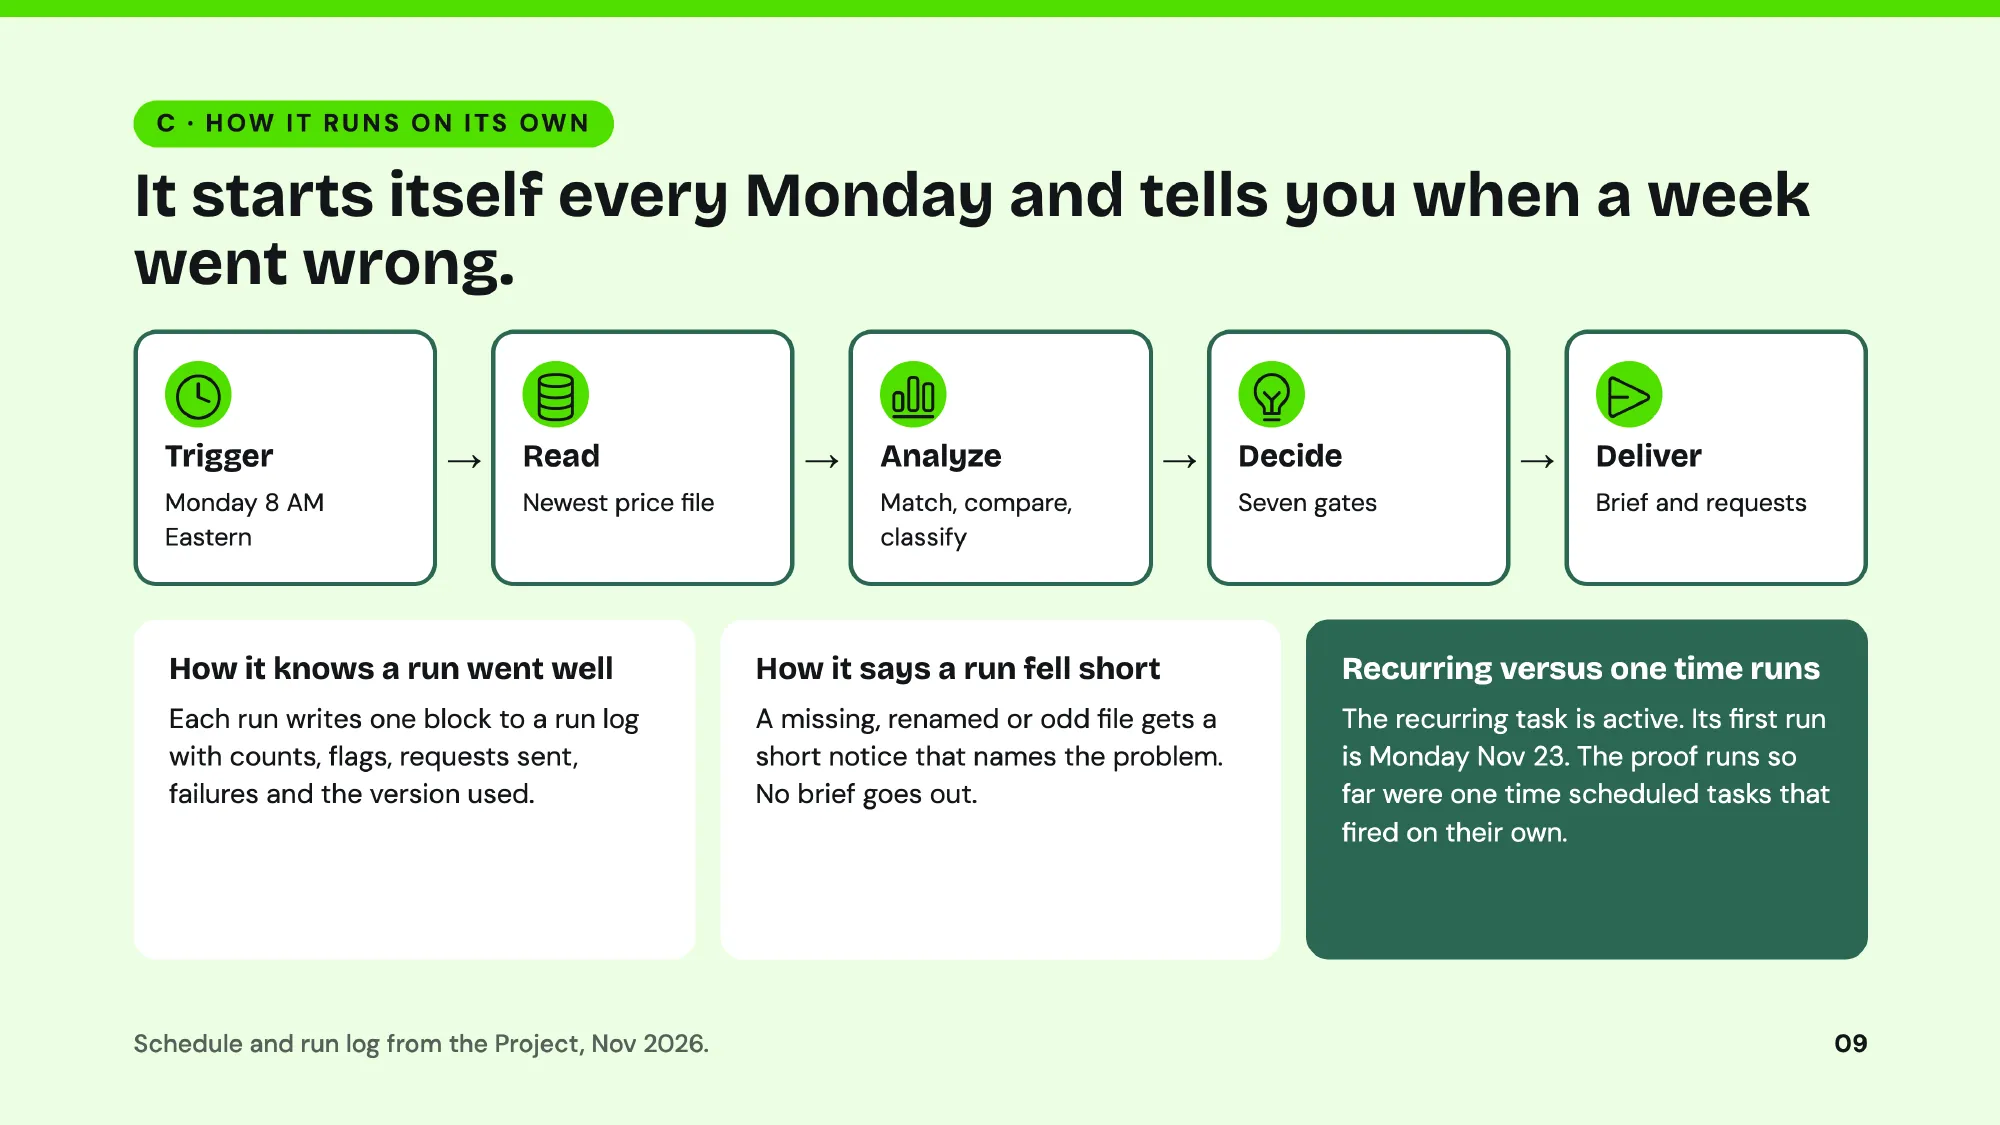 C · HOW IT RUNS ON ITS OWN
It starts itself every Monday and tells you when a week
went wrong.
Trigger
Monday 8 AM
Eastern
→
Read
Newest price file
→
Analyze
Match, compare,
classify
→
Decide
Seven gates
→
Deliver
Brief and requests
How it knows a run went well
Each run writes one block to a run log
with counts, flags, requests sent,
failures and the version used.
How it says a run fell short
A missing, renamed or odd file gets a
short notice that names the problem.
No brief goes out.
Recurring versus one time runs
The recurring task is active. Its first run
is Monday Nov 23. The proof runs so
far were one time scheduled tasks that
fired on their own.
Schedule and run log from the Project, Nov 2026.
09